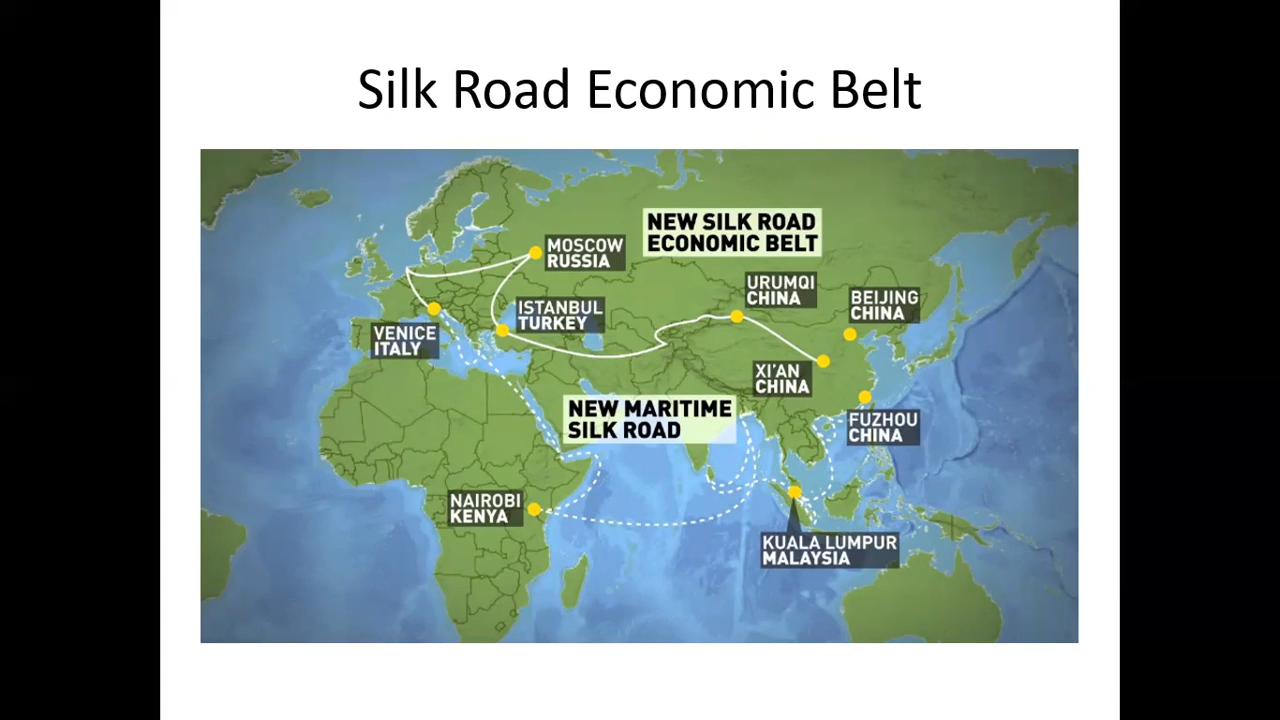 Silk Road Economic Belt
NEW SILK ROAD
ECONOMIC BELT
MOSCOW
RUSSIA
URUMQI
CHINA
BEIJING
CHINA
ISTANBUL
TURKEY
VENICE
ITALY
XI'AN
CHINA
NEW MARITIME
SILK ROAD
FUZHOU
CHINA
NAIROBI
KENYA
KUALA LUMPUR
MALAYSIA